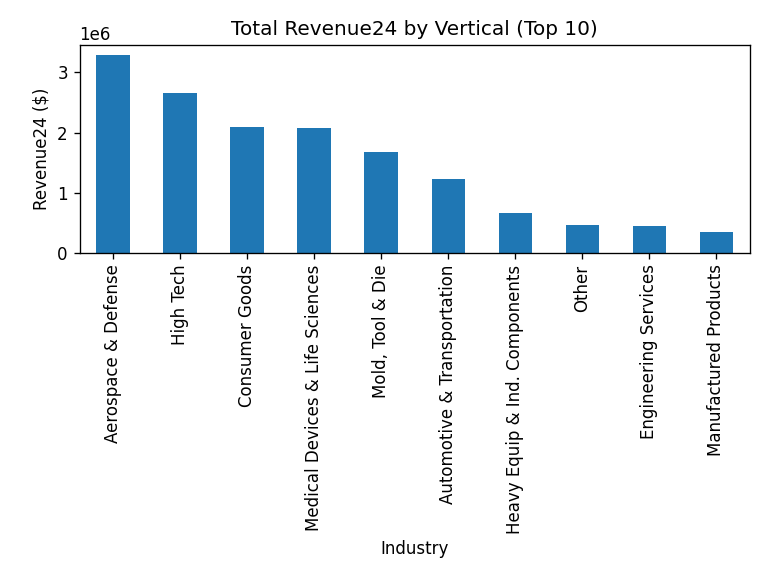 Total Revenue24 by Vertical (Top 10)
1e6
Revenue24 ($)
3
2
1
0
Aerospace & Defense
High Tech
Consumer Goods
Medical Devices & Life Sciences
Mold, Tool & Die
Automotive & Transportation
Heavy Equip & Ind. Components
Other
Engineering Services
Manufactured Products
Industry